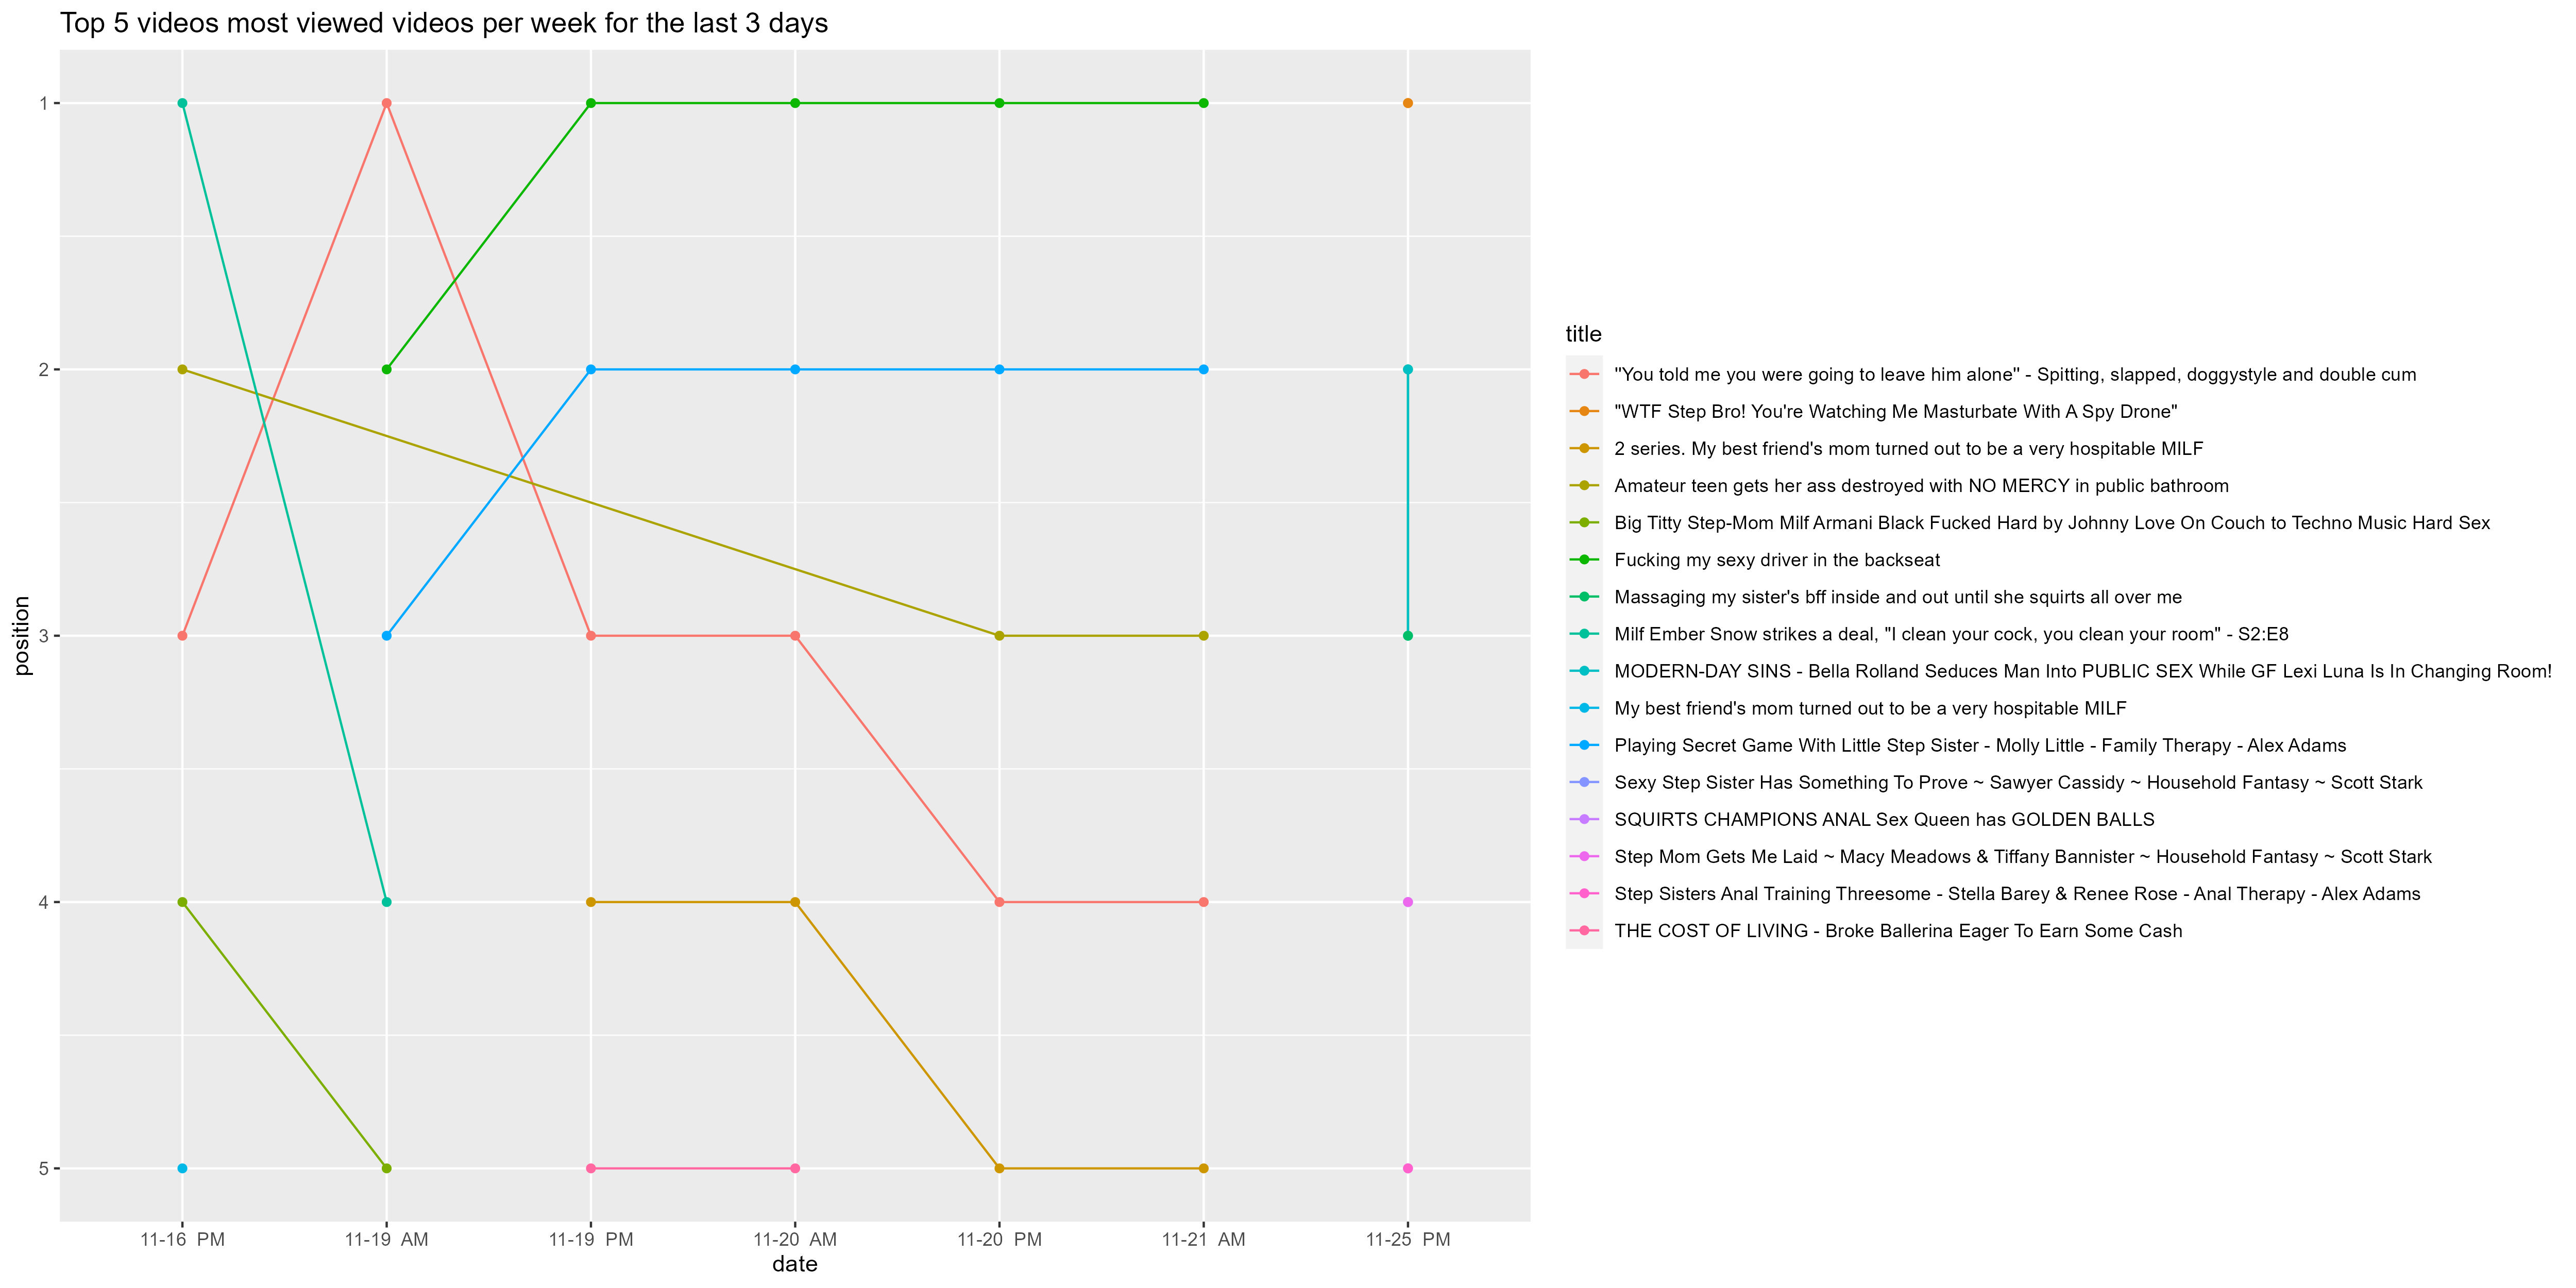 Top 5 videos most viewed videos per week for the last 3 days
position
1
2
3
4
5
11-16 PM
11-19 AM
11-19 PM
11-20 AM
11-20 PM
11-21 AM
11-25 PM
date
title
"You told me you were going to leave him alone" - Spitting, slapped, doggystyle and double cum
"WTF Step Bro! You're Watching Me Masturbate With A Spy Drone"
2 series. My best friend's mom turned out to be a very hospitable MILF
Amateur teen gets her ass destroyed with NO MERCY in public bathroom
Big Titty Step-Mom Milf Armani Black Fucked Hard by Johnny Love On Couch to Techno Music Hard Sex
Fucking my sexy driver in the backseat
Massaging my sister's bff inside and out until she squirts all over me
Milf Ember Snow strikes a deal, "I clean your cock, you clean your room" - S2:E8
MODERN-DAY SINS - Bella Rolland Seduces Man Into PUBLIC SEX While GF Lexi Luna Is In Changing Room!
My best friend's mom turned out to be a very hospitable MILF
Playing Secret Game With Little Step Sister - Molly Little - Family Therapy - Alex Adams
Sexy Step Sister Has Something To Prove ~ Sawyer Cassidy ~ Household Fantasy ~ Scott Stark
SQUIRTS CHAMPIONS ANAL Sex Queen has GOLDEN BALLS
Step Mom Gets Me Laid ~ Macy Meadows & Tiffany Bannister ~ Household Fantasy ~ Scott Stark
Step Sisters Anal Training Threesome - Stella Barey & Renee Rose - Anal Therapy - Alex Adams
THE COST OF LIVING - Broke Ballerina Eager To Earn Some Cash